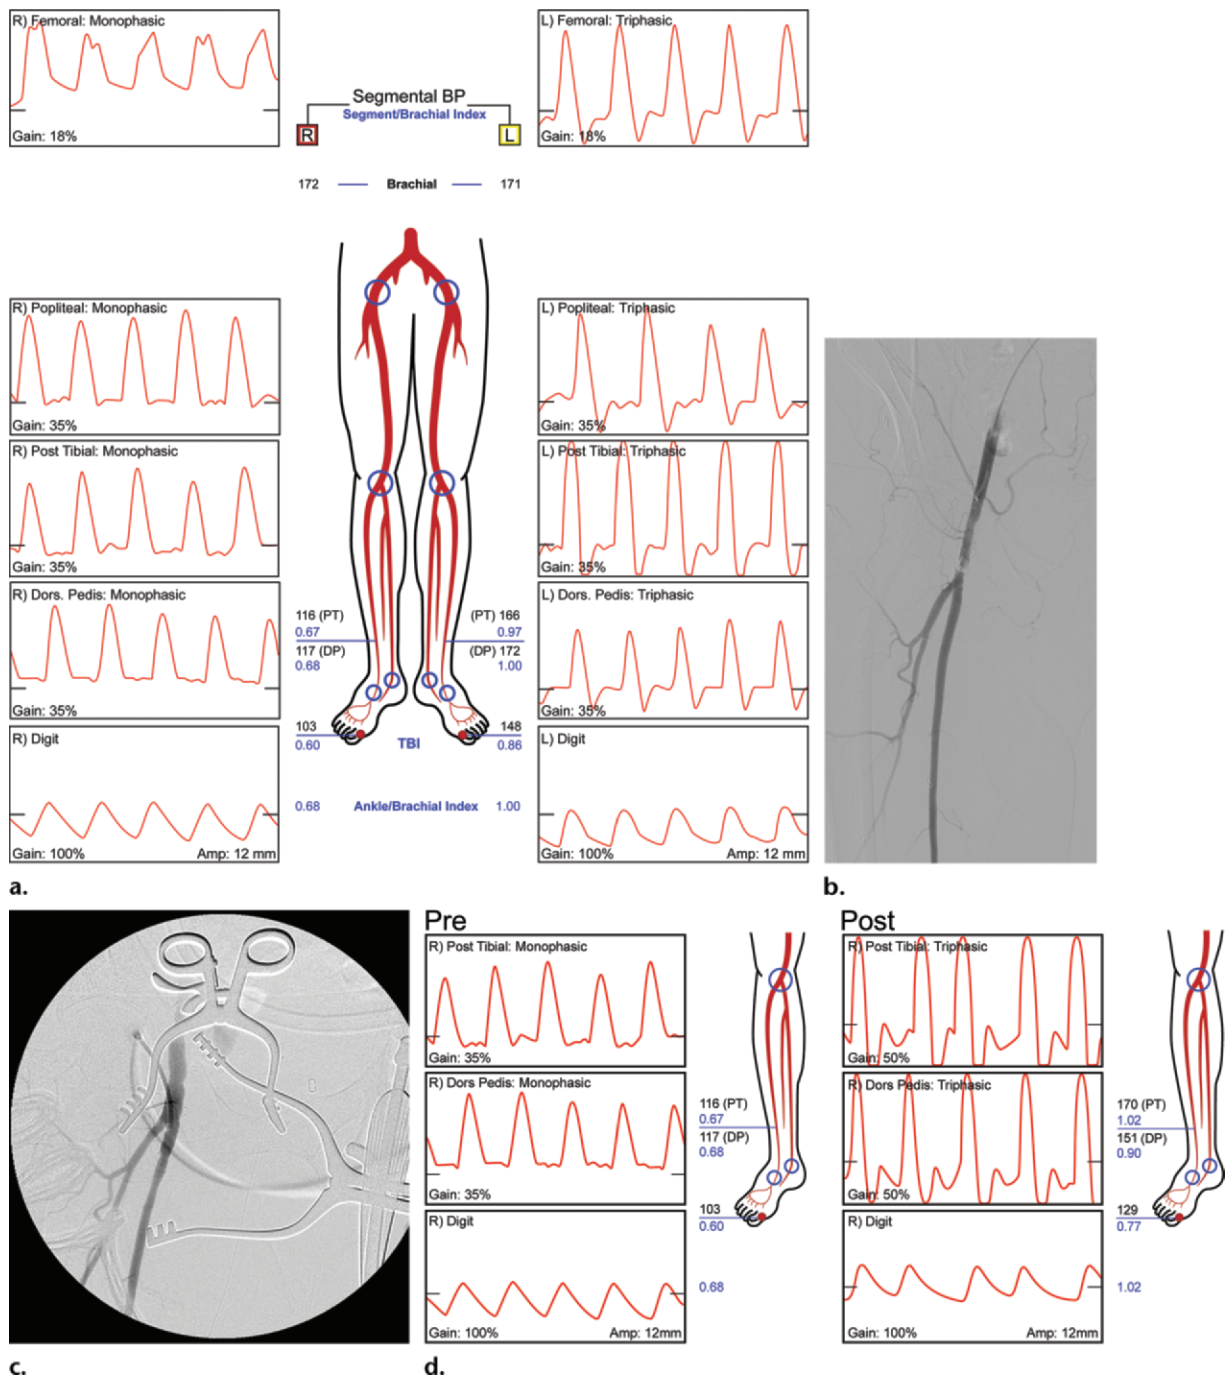 R) Femoral: Monophasic
Gain: 18%
Segmental BP
Segment/Brachial Index
R
L
L) Femoral: Triphasic
Gain: 18%
172 Brachial 171
R) Popliteal: Monophasic
Gain: 35%
R) Post Tibial: Monophasic
Gain: 35%
R) Dors. Pedis: Monophasic
Gain: 35%
R) Digit
Gain: 100% Amp: 12 mm
116 (PT)
0.67
117 (DP)
0.68
(PT) 166
0.97
(DP) 172
1.00
103
0.60
TBI
148
0.86
0.68 Ankle/Brachial Index 1.00
L) Popliteal: Triphasic
Gain: 35%
L) Post Tibial: Triphasic
Gain: 35%
L) Dors. Pedis: Triphasic
Gain: 35%
L) Digit
Gain: 100% Amp: 12 mm
a.
b.
Pre
R) Post Tibial: Monophasic
Gain: 35%
R) Dors Pedis: Monophasic
Gain: 35%
R) Digit
Gain: 100% Amp: 12mm
116 (PT)
0.67
117 (DP)
0.68
103
0.60
0.68
Post
R) Post Tibial: Triphasic
Gain: 50%
R) Dors Pedis: Triphasic
Gain: 50%
R) Digit
Gain: 100% Amp: 12mm
170 (PT)
1.02
151 (DP)
0.90
129
0.77
1.02
c.
d.